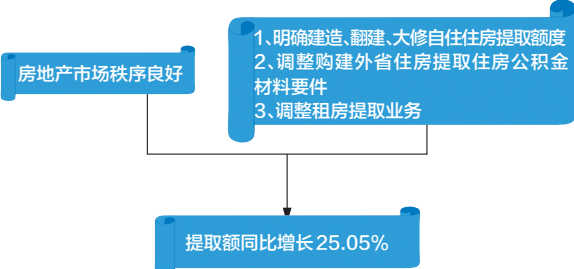 房地产市场秩序良好
1、明确建造、翻建、大修自住住房提取额度
2、调整购建外省住房提取住房公积金
材料要件
3、调整租房提取业务
提取额同比增长25.05%